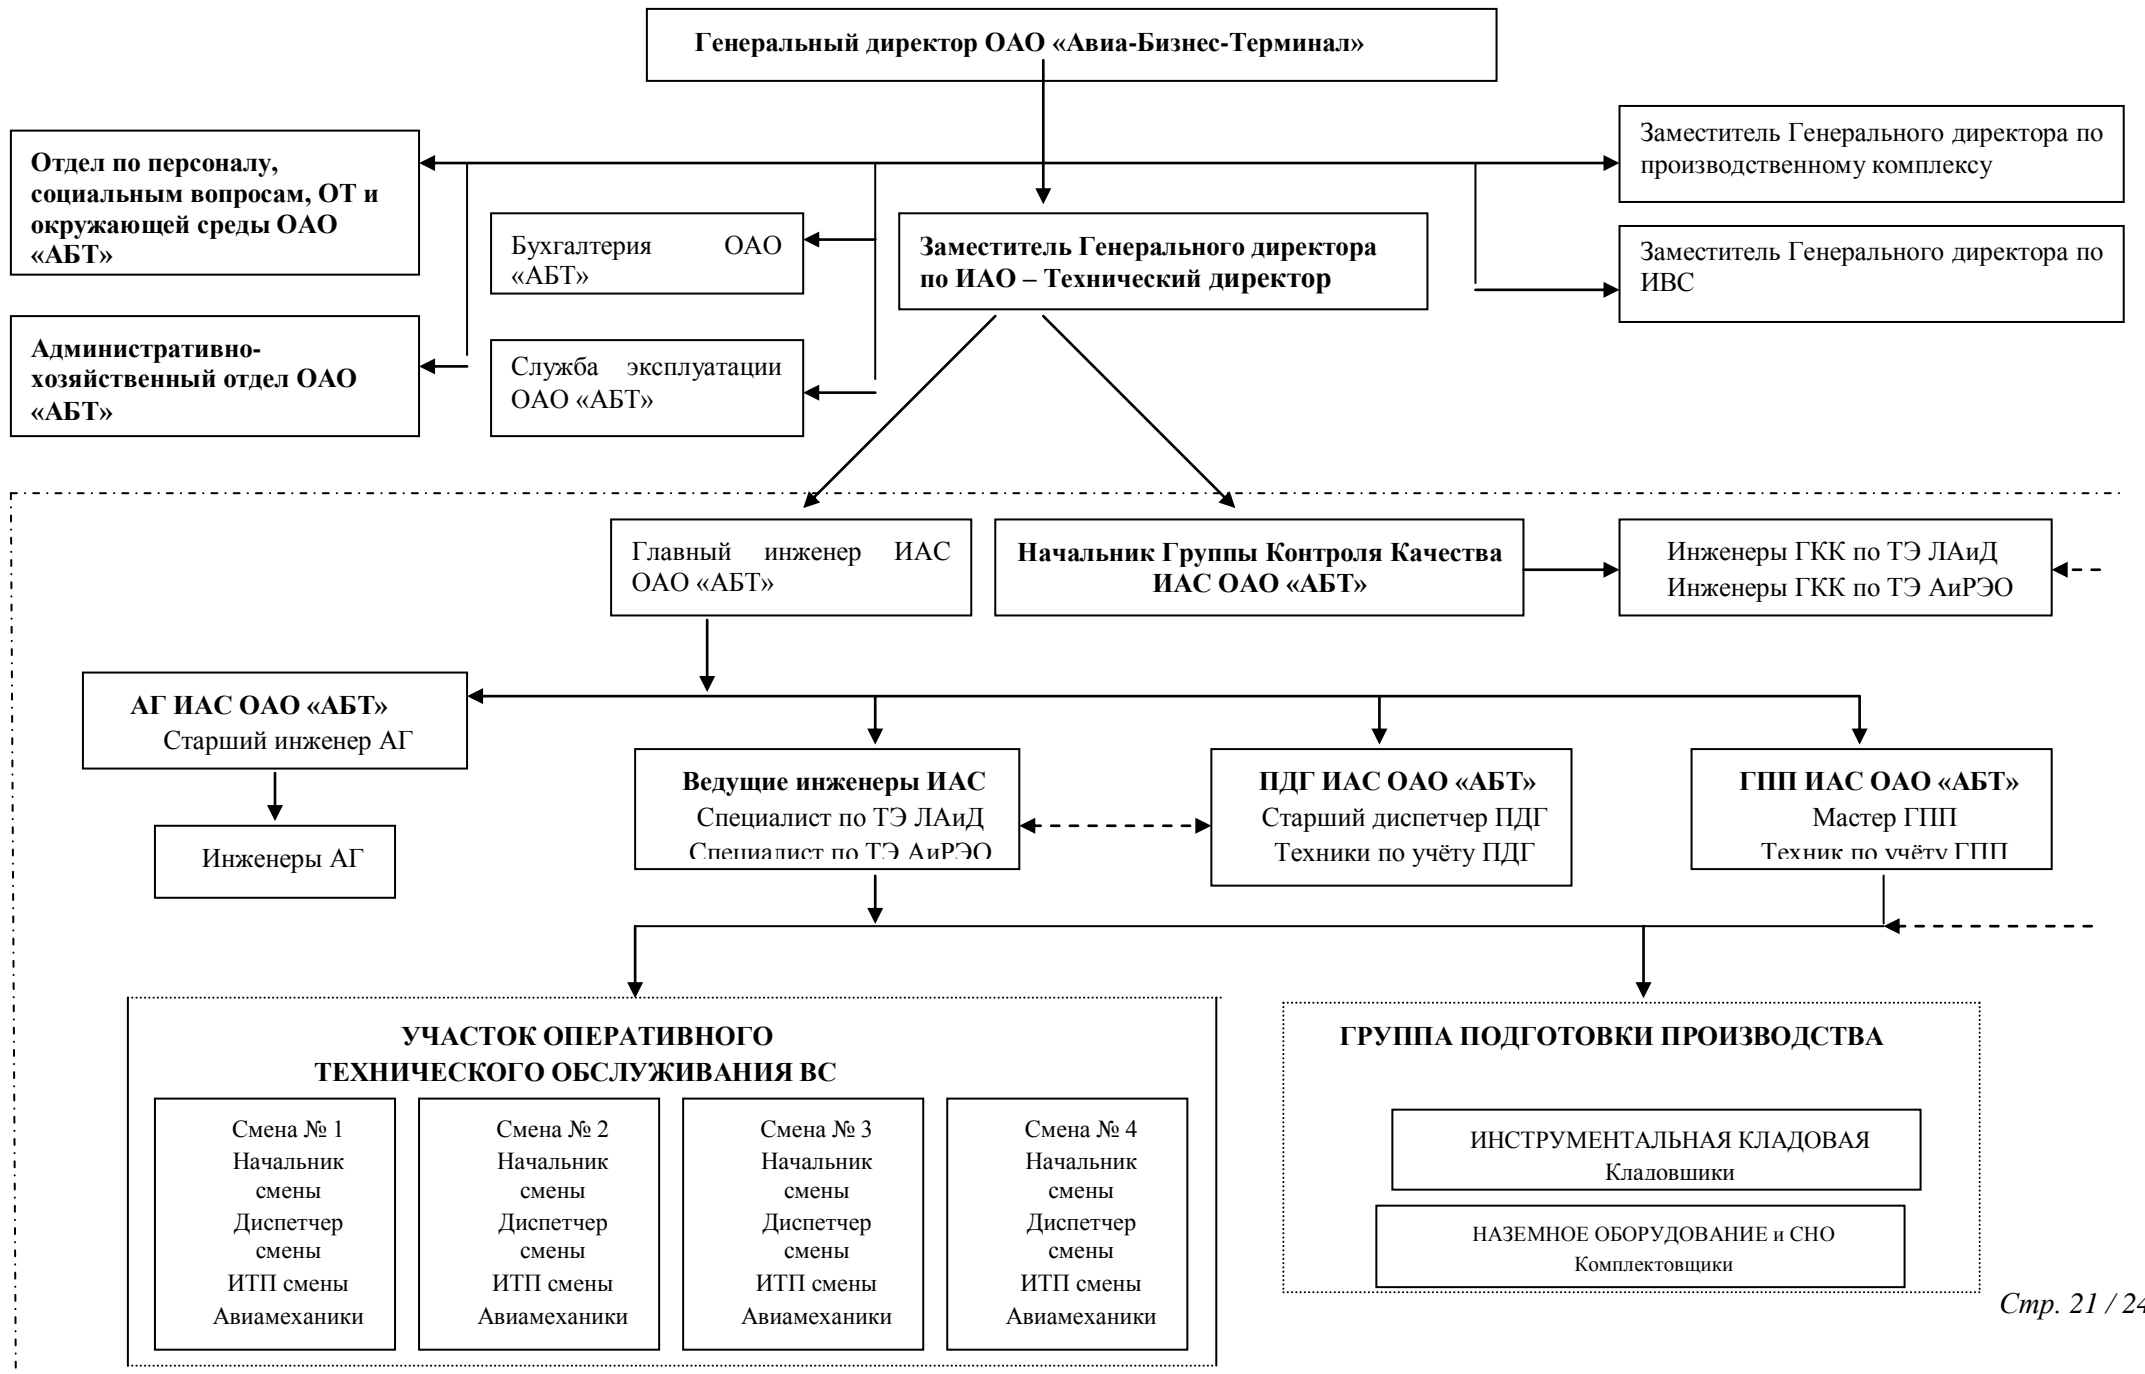 Генеральный директор ОАО «Авиа-Бизнес-Терминал»
Отдел по персоналу,
социальным вопросам, ОТ и
окружающей среды ОАО
«АБТ»
Заместитель Генерального директора по
производственному комплексу
Бухгалтерия ОАО
«АБТ»
Заместитель Генерального директора
по ИАО – Технический директор
Заместитель Генерального директора по
ИВС
Административно-
хозяйственный отдел ОАО
«АБТ»
Служба эксплуатации
ОАО «АБТ»
Главный инженер ИАС
ОАО «АБТ»
Начальник Группы Контроля Качества
ИАС ОАО «АБТ»
Инженеры ГКК по ТЭ ЛАиД
Инженеры ГКК по ТЭ АиРЭО
АГ ИАС ОАО «АБТ»
Старший инженер АГ
Инженеры АГ
Ведущие инженеры ИАС
Специалист по ТЭ ЛАиД
Специалист по ТЭ АиРЭО
ПДГ ИАС ОАО «АБТ»
Старший диспетчер ПДГ
Техники по учёту ПДГ
ГПП ИАС ОАО «АБТ»
Мастер ГПП
Техник по учёту ГПП
УЧАСТОК ОПЕРАТИВНОГО
ТЕХНИЧЕСКОГО ОБСЛУЖИВАНИЯ ВС
Смена № 1
Начальник
смены
Диспетчер
смены
ИТП смены
Авиамеханики
Смена № 2
Начальник
смены
Диспетчер
смены
ИТП смены
Авиамеханики
Смена № 3
Начальник
смены
Диспетчер
смены
ИТП смены
Авиамеханики
Смена № 4
Начальник
смены
Диспетчер
смены
ИТП смены
Авиамеханики
ГРУППА ПОДГОТОВКИ ПРОИЗВОДСТВА
ИНСТРУМЕНТАЛЬНАЯ КЛАДОВАЯ
Кладовщики
НАЗЕМНОЕ ОБОРУДОВАНИЕ и СНО
Комплектовщики
Стр. 21 / 24